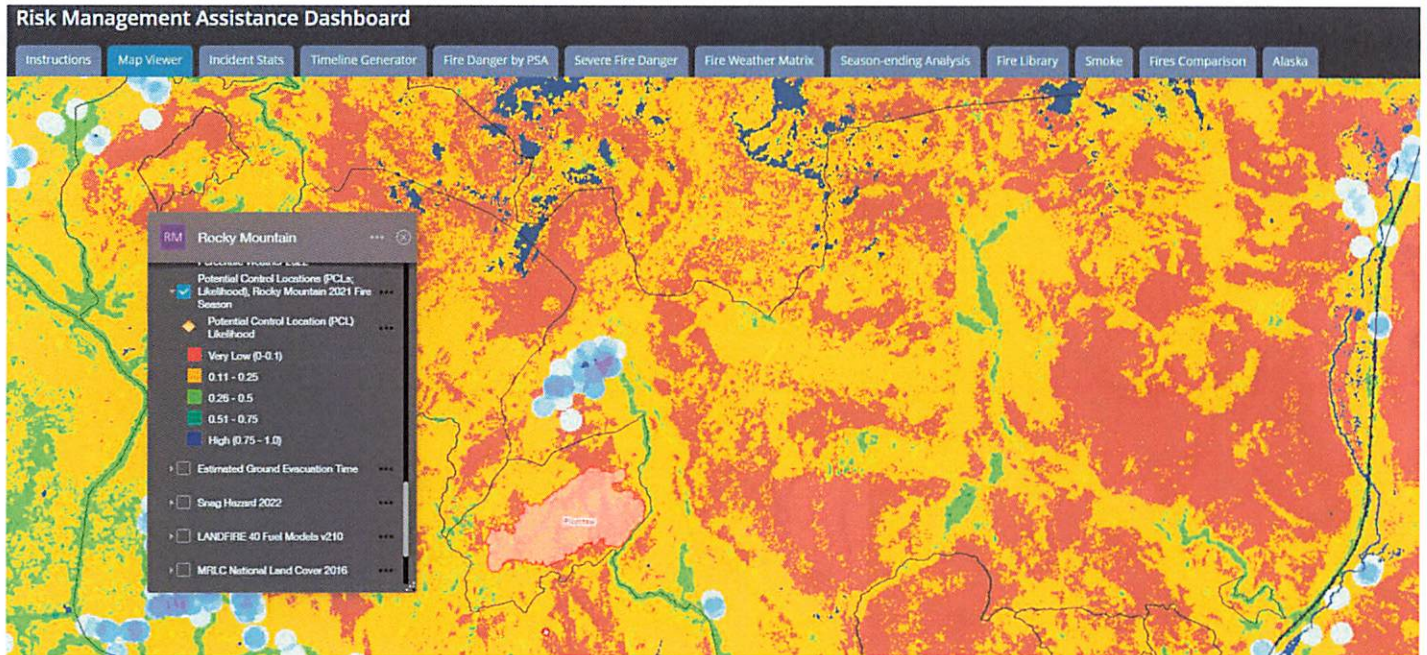 Risk Management Assistance Dashboard
Instructions Map Viewer Incident Stats Timeline Generator Fire Danger by PSA Severe Fire Danger Fire Weather Matrix Season-ending Analysis Fire Library Smoke Fires Comparison Alaska
RM Rocky Mountain
Potential Control Locations (PCLs;
Likelihood), Rocky Mountain 2021 Fire
Season
Potential Control Location (PCL)
Likelihood
Very Low (0-0.1)
0.11 - 0.25
0.26 - 0.5
0.51 - 0.75
High (0.75 - 1.0)
Estimated Ground Evacuation Time
Snag Hazard 2022
LANDFIRE 40 Fuel Models v210
MRLC National Land Cover 2016